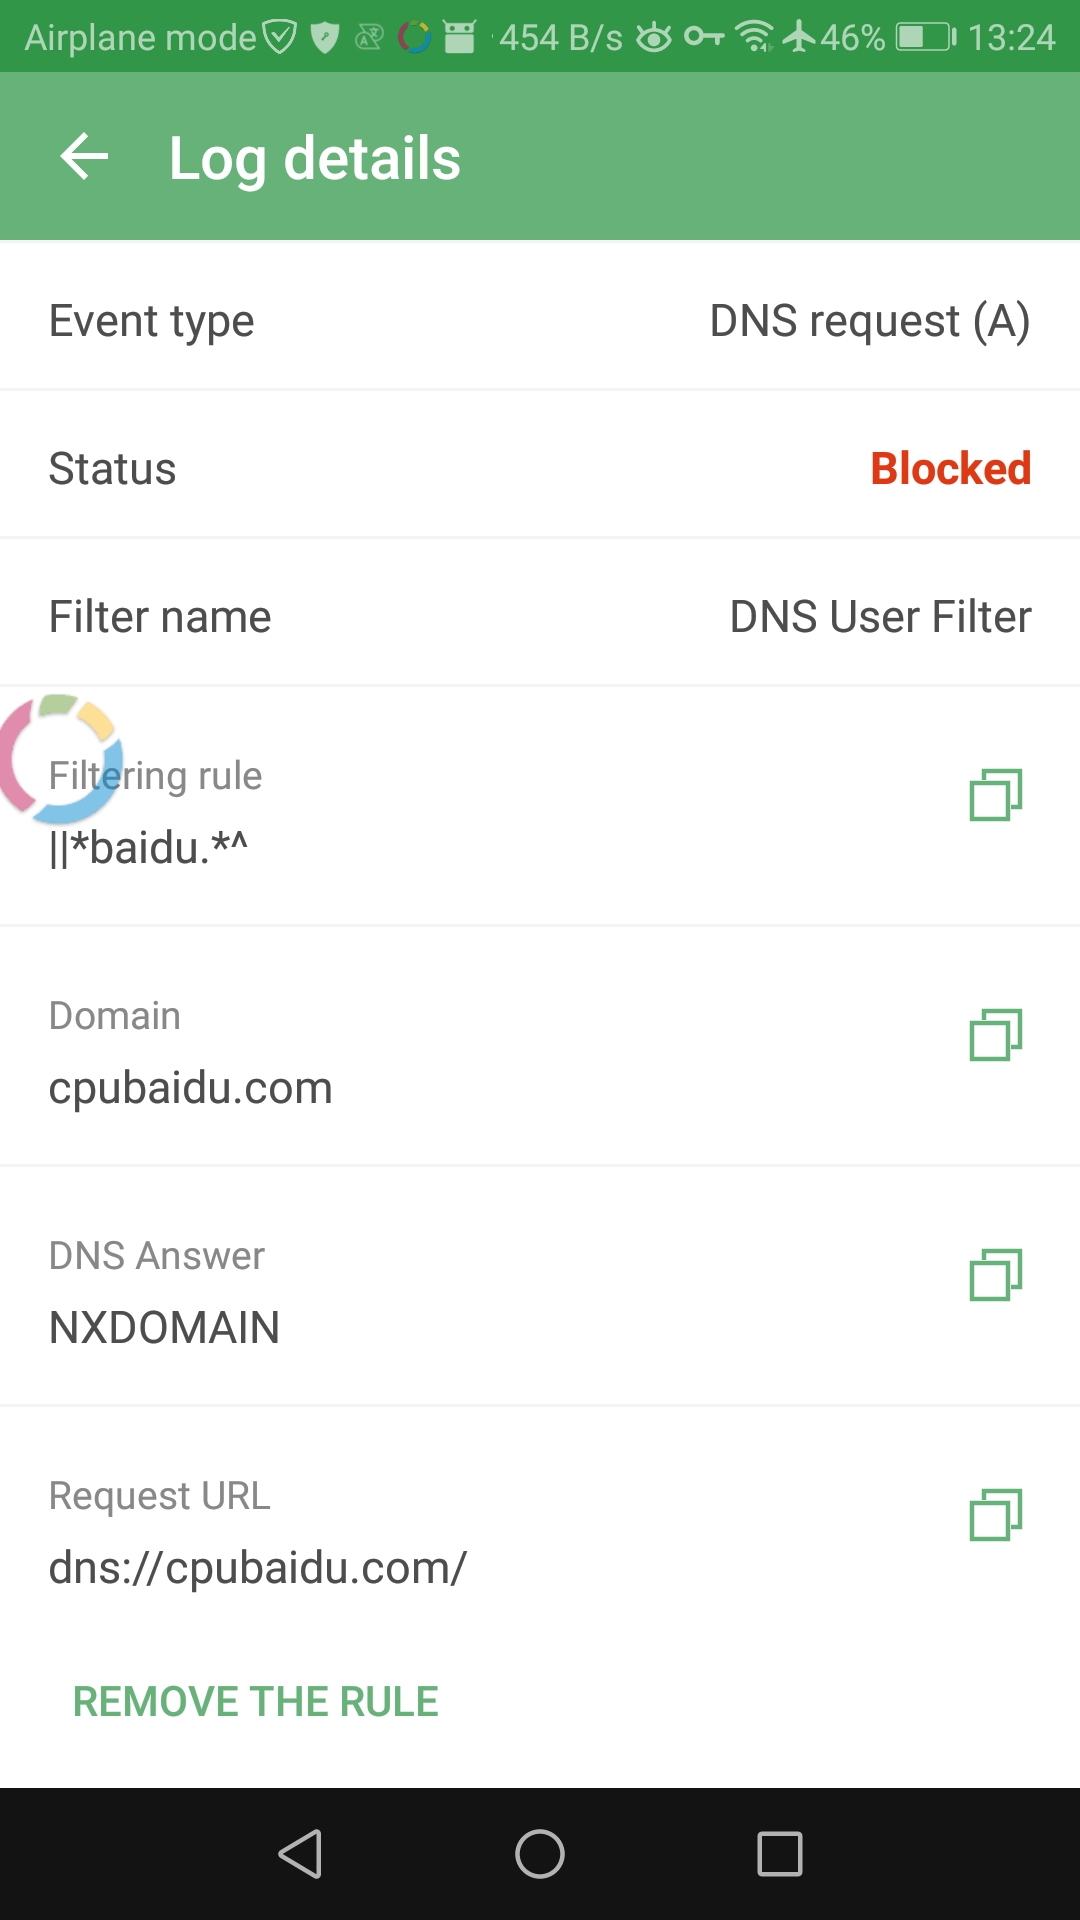 Airplane mode 454 B/s 46% 13:24
Log details
Event type DNS request (A)
Status Blocked
Filter name DNS User Filter
Filtering rule
||*baidu.*^
Domain
cpubaidu.com
DNS Answer
NXDOMAIN
Request URL
dns://cpubaidu.com/
REMOVE THE RULE